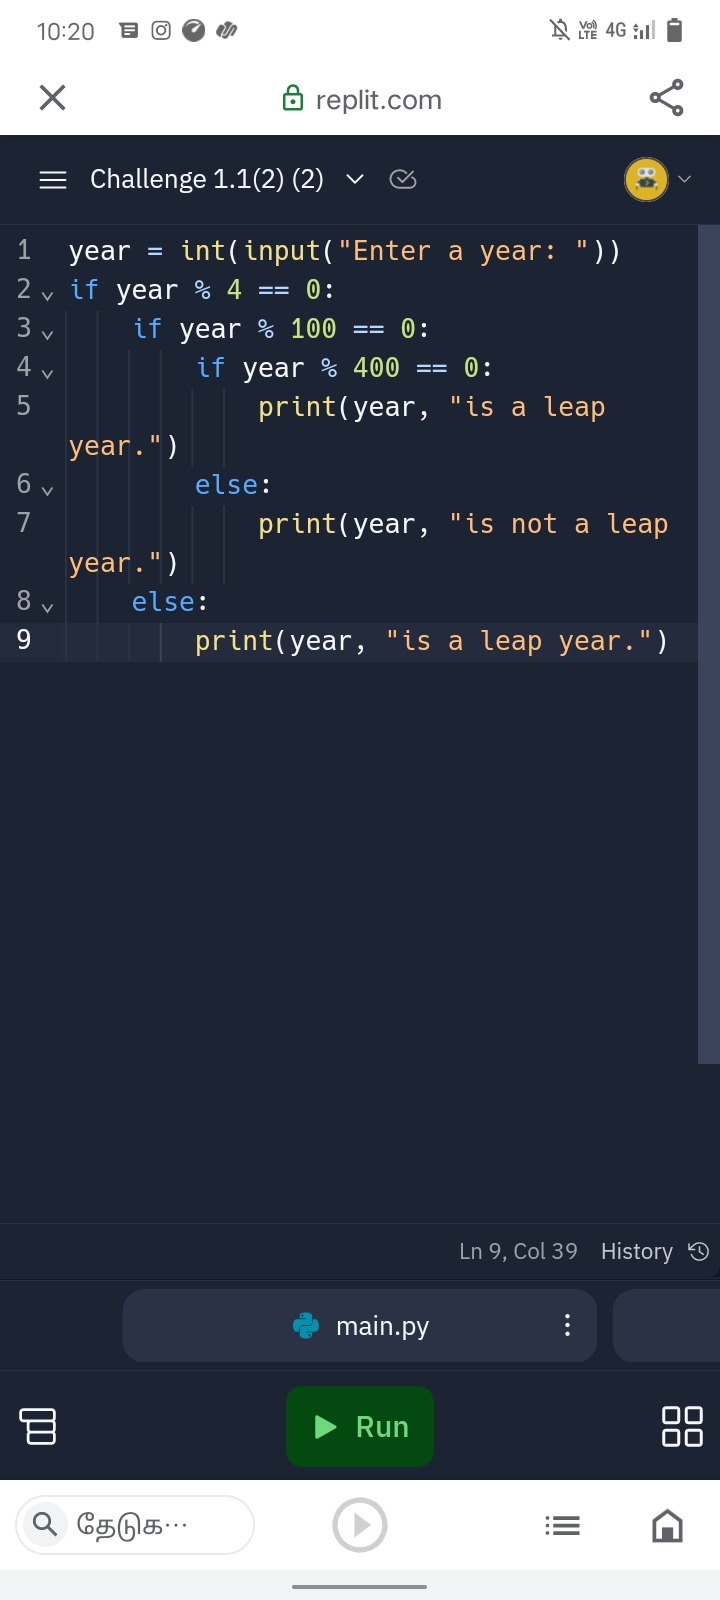 10:20 Vo) LTE 4G
replit.com
Challenge 1.1(2) (2)
1 year = int(input("Enter a year: "))
2 if year % 4 == 0:
3     if year % 100 == 0:
4         if year % 400 == 0:
5             print(year, "is a leap
year.")
6         else:
7             print(year, "is not a leap
year.")
8     else:
9         print(year, "is a leap year.")
Ln 9, Col 39 History
main.py
Run
தேடுக···